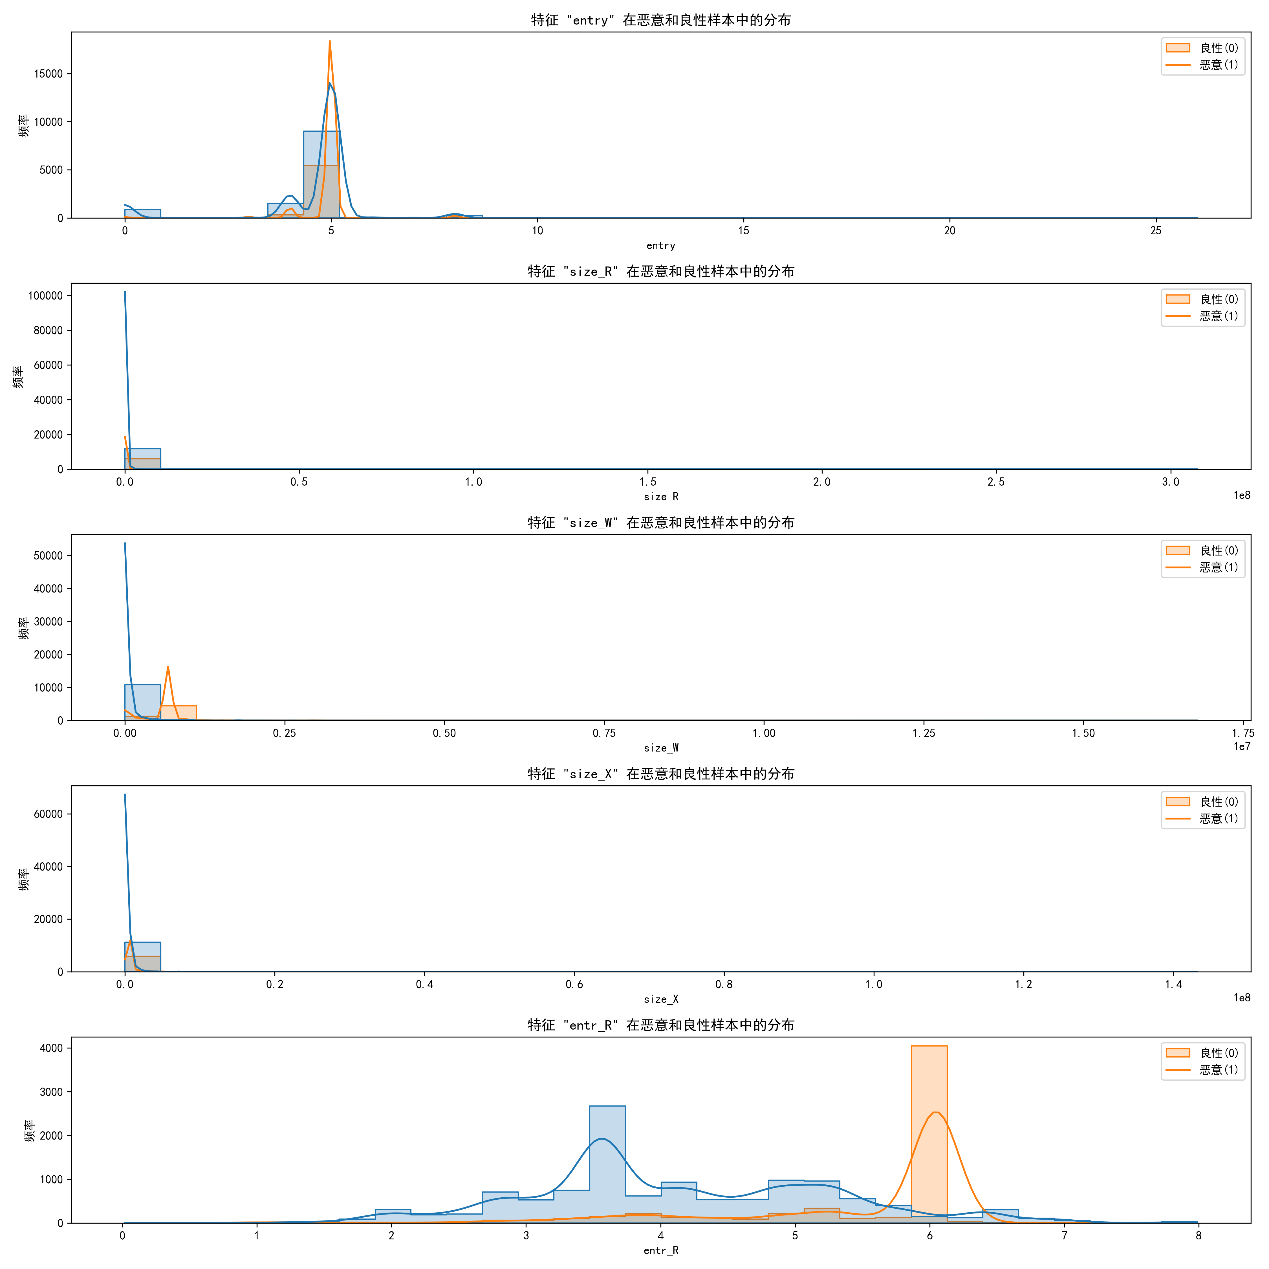 特征 "entry" 在恶意和良性样本中的分布
良性(0)
恶意(1)
频率
15000
10000
5000
0
0 5 10 15 20 25
entry
特征 "size_R" 在恶意和良性样本中的分布
良性(0)
恶意(1)
频率
100000
80000
60000
40000
20000
0
0.0 0.5 1.0 1.5 2.0 2.5 3.0
1e8
size_R
特征 "size_W" 在恶意和良性样本中的分布
良性(0)
恶意(1)
频率
50000
40000
30000
20000
10000
0
0.00 0.25 0.50 0.75 1.00 1.25 1.50 1.75
1e7
size_W
特征 "size_X" 在恶意和良性样本中的分布
良性(0)
恶意(1)
频率
60000
40000
20000
0
0.0 0.2 0.4 0.6 0.8 1.0 1.2 1.4
1e8
size_X
特征 "entr_R" 在恶意和良性样本中的分布
良性(0)
恶意(1)
频率
4000
3000
2000
1000
0
0 1 2 3 4 5 6 7 8
entr_R